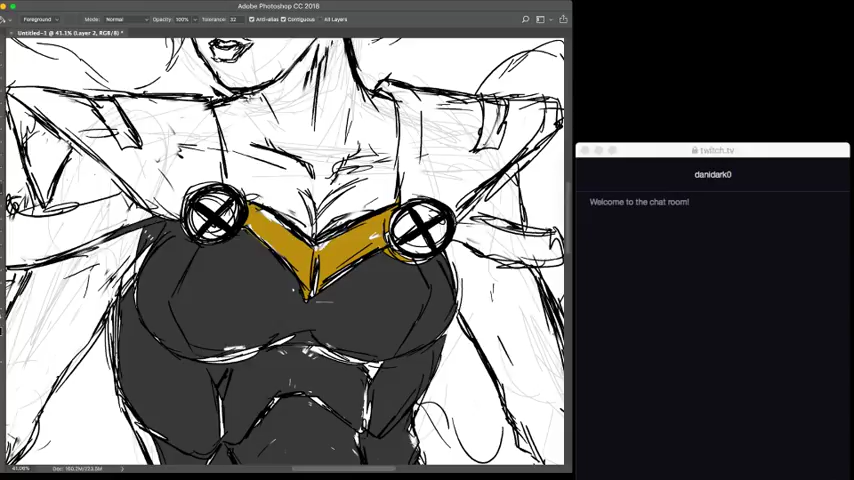 Adobe Photoshop CC 2018
Foreground
Mode: Normal
Opacity: 100%
Tolerance: 32
Anti-alias
Contiguous
All Layers
Untitled-1 @ 41.1% (Layer 2, RGB/8) *
twitch.tv
danidark0
Welcome to the chat room!